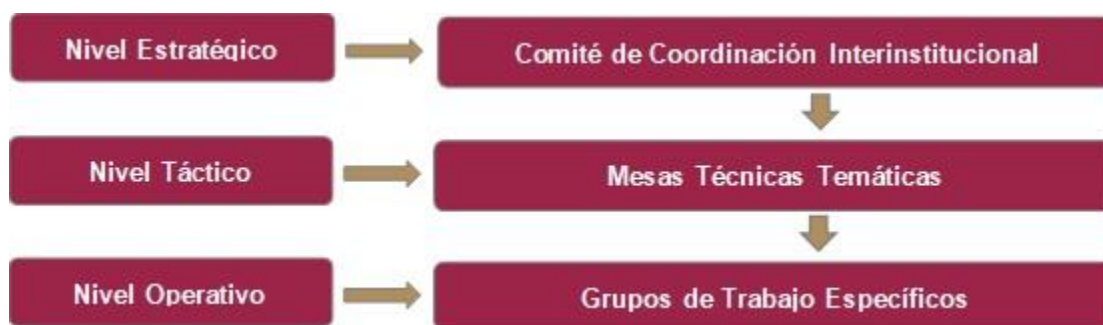 Nivel Estratégico
Comité de Coordinación Interinstitucional
Nivel Táctico
Mesas Técnicas Temáticas
Nivel Operativo
Grupos de Trabajo Específicos